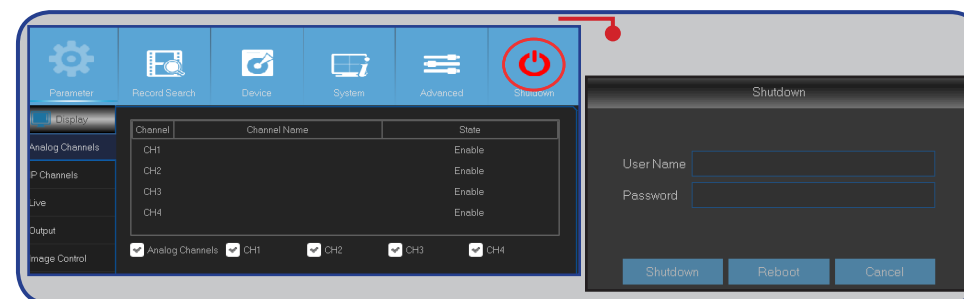 Parameter Record Search Device System Advanced Shutdown
Display
Analog Channels
IP Channels
Live
Output
Image Control
Channel Channel Name State
CH1 Enable
CH2 Enable
CH3 Enable
CH4 Enable
Analog Channels CH1 CH2 CH3 CH4
Shutdown
User Name
Password
Shutdown Reboot Cancel